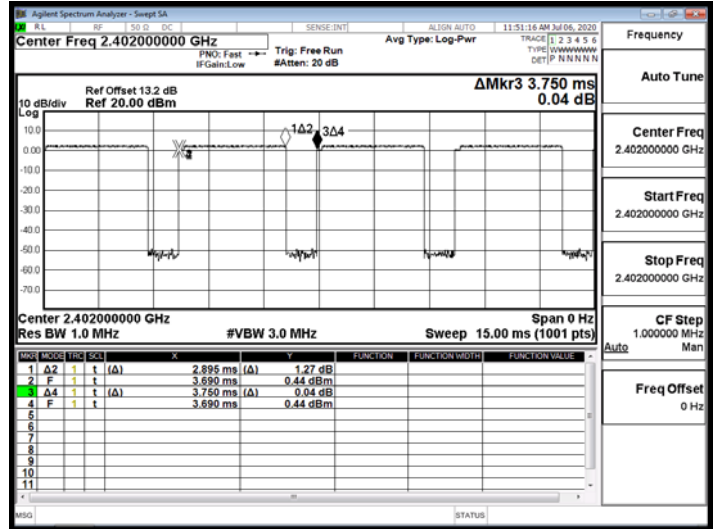 Agilent Spectrum Analyzer - Swept SA
RL RF 50 Ω DC SENSE:INT ALIGN AUTO 11:51:16 AM Jul 06, 2020
Center Freq 2.402000000 GHz
PNO: Fast
IFGain:Low
Trig: Free Run
#Atten: 20 dB
Avg Type: Log-Pwr
TRACE 1 2 3 4 5 6
TYPE WWWWWW
DET P N N N N N
Ref Offset 13.2 dB
Ref 20.00 dBm
ΔMkr3 3.750 ms
0.04 dB
10 dB/div
Log
10.0
0.00
-10.0
-20.0
-30.0
-40.0
-50.0
-60.0
-70.0
1Δ2
3Δ4
Center 2.402000000 GHz
Span 0 Hz
Res BW 1.0 MHz
#VBW 3.0 MHz
Sweep 15.00 ms (1001 pts)
MKR MODE TRC SCL X Y FUNCTION FUNCTION WIDTH FUNCTION VALUE
1 Δ2 1 t (Δ) 2.895 ms (Δ) 1.27 dB
2 F 1 t 3.690 ms 0.44 dBm
3 Δ4 1 t (Δ) 3.750 ms (Δ) 0.04 dB
4 F 1 t 3.690 ms 0.44 dBm
5
6
7
8
9
10
11
MSG
STATUS
Frequency
Auto Tune
Center Freq
2.402000000 GHz
Start Freq
2.402000000 GHz
Stop Freq
2.402000000 GHz
CF Step
1.000000 MHz
Auto Man
Freq Offset
0 Hz